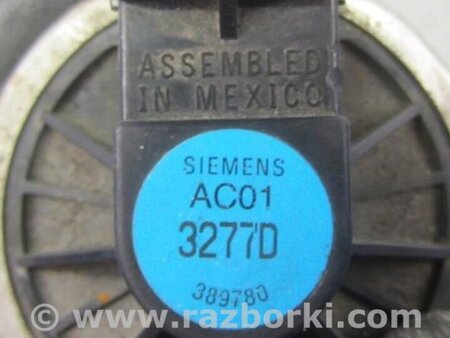 ASSEMBLED
IN MEXICO
SIEMENS
AC01
3277D
389780
© www.razborki.com